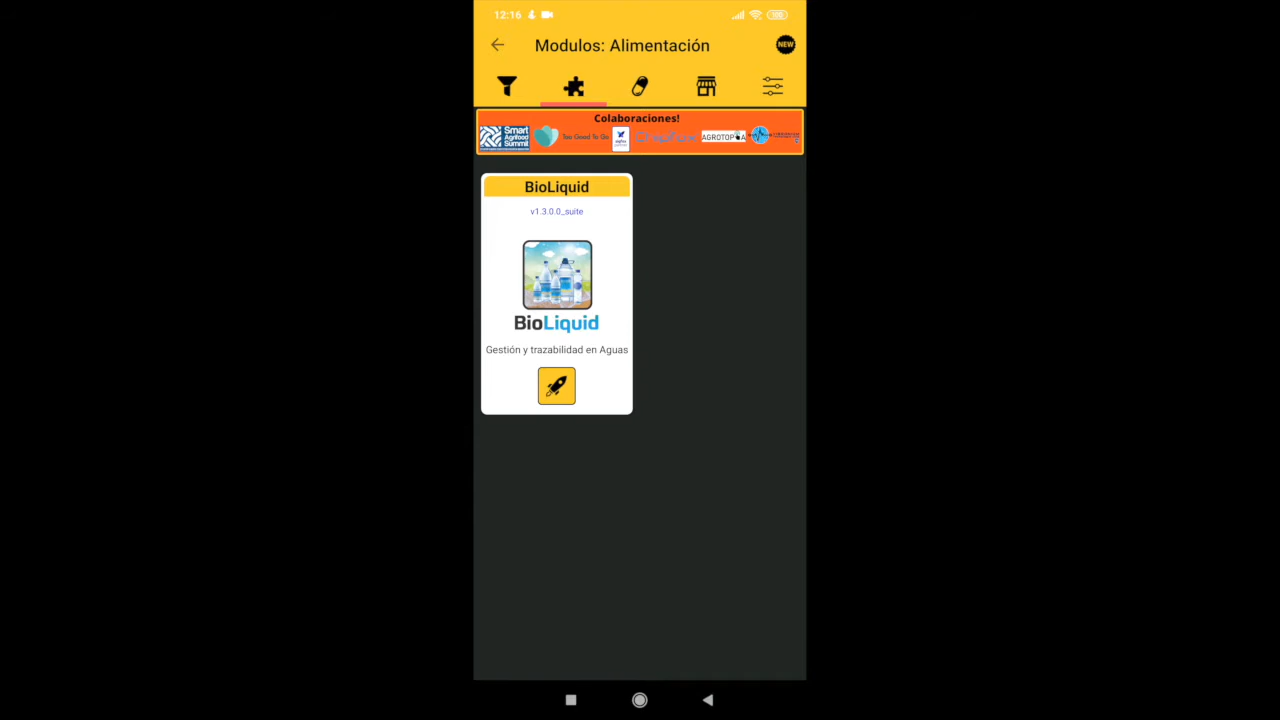 12:16
100
Modulos: Alimentación
NEW
Colaboraciones!
Smart Agrifood Summit
Too Good To Go
AGROTOPIA
BioLiquid
v1.3.0.0_suite
BioLiquid
Gestión y trazabilidad en Aguas